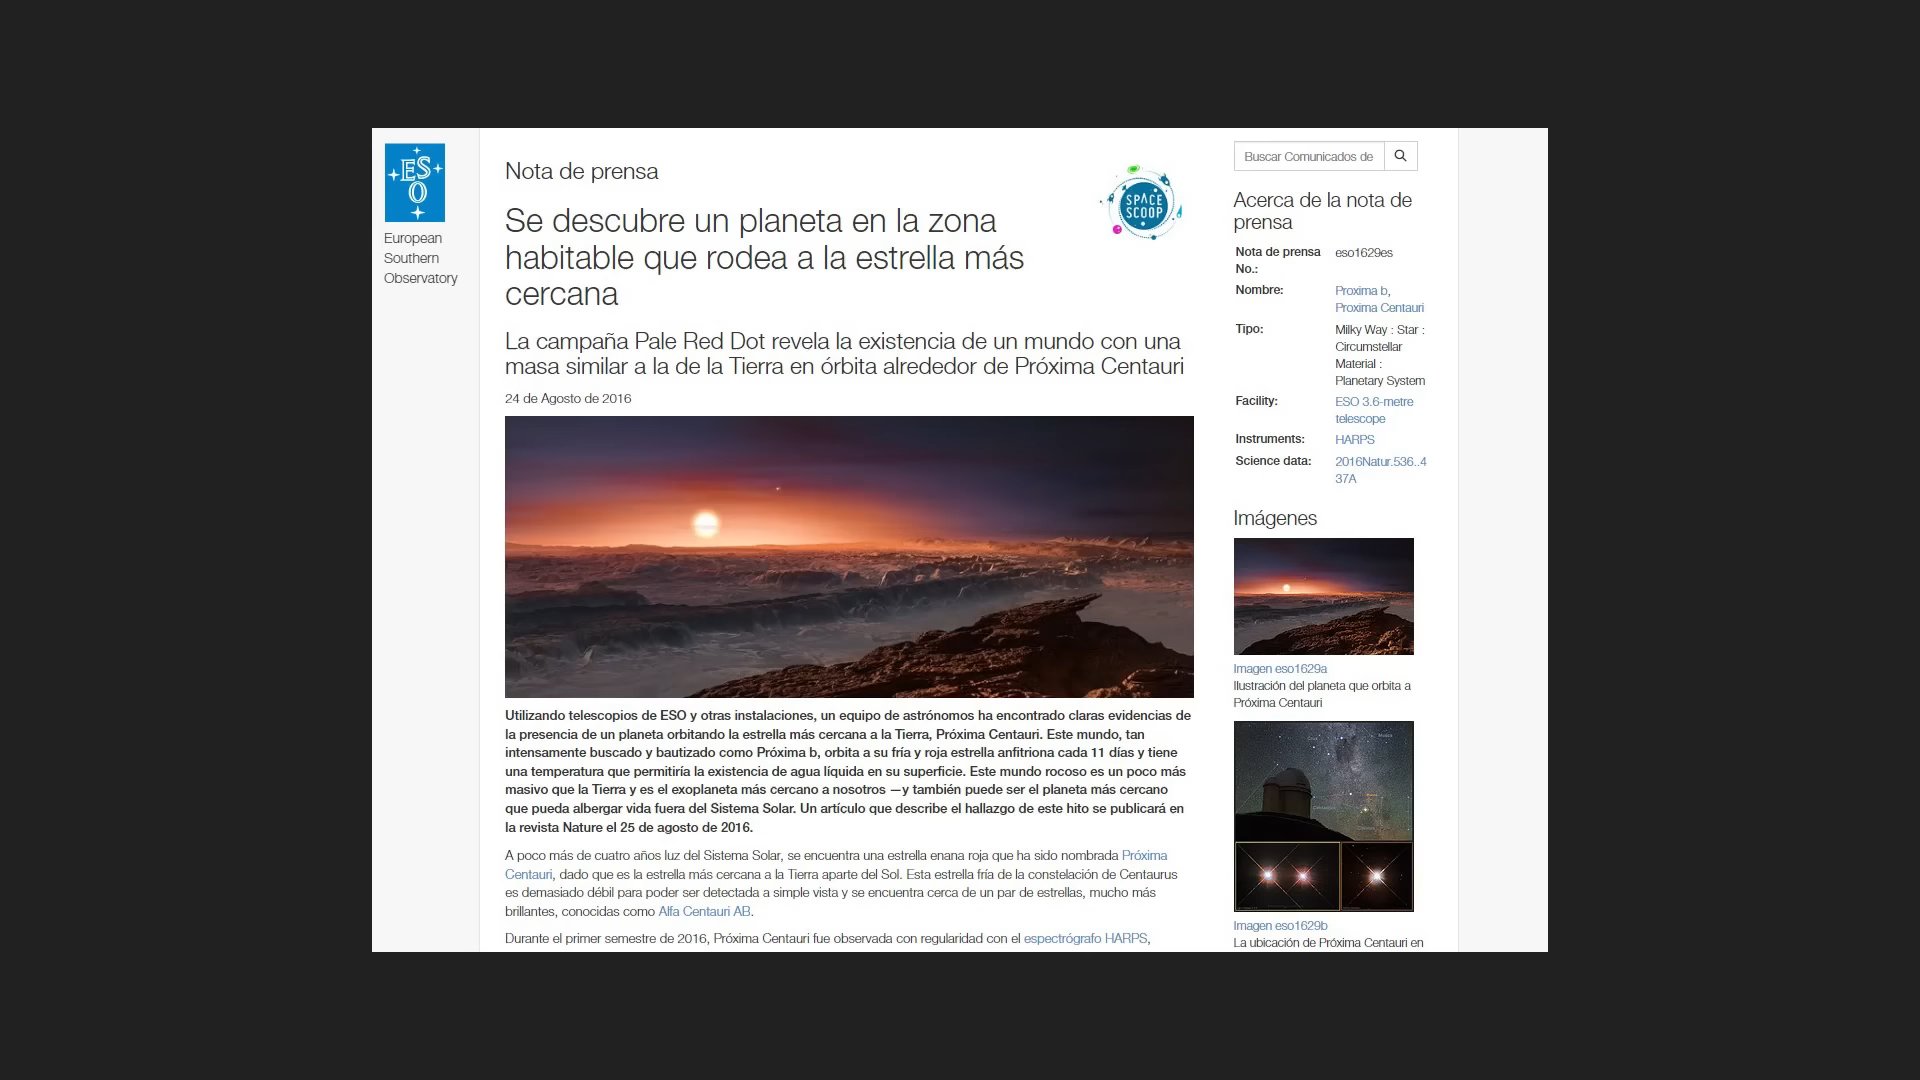 ES
O
European
Southern
Observatory
Nota de prensa
Se descubre un planeta en la zona
habitable que rodea a la estrella más
cercana
SPACE
SCOOP
La campaña Pale Red Dot revela la existencia de un mundo con una
masa similar a la de la Tierra en órbita alrededor de Próxima Centauri
24 de Agosto de 2016
Utilizando telescopios de ESO y otras instalaciones, un equipo de astrónomos ha encontrado claras evidencias de
la presencia de un planeta orbitando la estrella más cercana a la Tierra, Próxima Centauri. Este mundo, tan
intensamente buscado y bautizado como Próxima b, orbita a su fría y roja estrella anfitriona cada 11 días y tiene
una temperatura que permitiría la existencia de agua líquida en su superficie. Este mundo rocoso es un poco más
masivo que la Tierra y es el exoplaneta más cercano a nosotros —y también puede ser el planeta más cercano
que pueda albergar vida fuera del Sistema Solar. Un artículo que describe el hallazgo de este hito se publicará en
la revista Nature el 25 de agosto de 2016.
A poco más de cuatro años luz del Sistema Solar, se encuentra una estrella enana roja que ha sido nombrada Próxima
Centauri, dado que es la estrella más cercana a la Tierra aparte del Sol. Esta estrella fría de la constelación de Centaurus
es demasiado débil para poder ser detectada a simple vista y se encuentra cerca de un par de estrellas, mucho más
brillantes, conocidas como Alfa Centauri AB.
Durante el primer semestre de 2016, Próxima Centauri fue observada con regularidad con el espectrógrafo HARPS,
Buscar Comunicados de
Acerca de la nota de
prensa
Nota de prensa No.: eso1629es
Nombre: Proxima b,
Proxima Centauri
Tipo: Milky Way : Star :
Circumstellar
Material :
Planetary System
Facility: ESO 3.6-metre
telescope
Instruments: HARPS
Science data: 2016Natur.536..4
37A
Imágenes
Imagen eso1629a
Ilustración del planeta que orbita a
Próxima Centauri
Imagen eso1629b
La ubicación de Próxima Centauri en